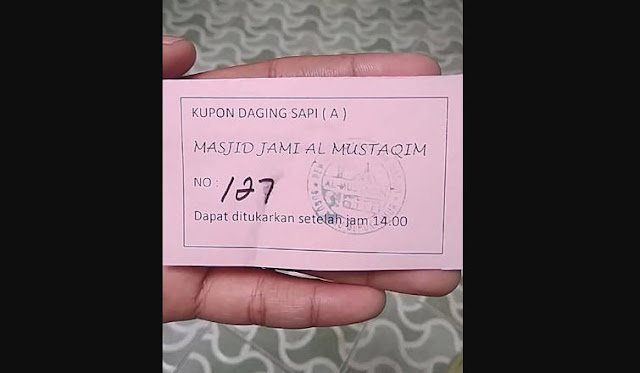 KUPON DAGING SAPI ( A )
MASJID JAMI AL MUSTAQIM
NO : 127
Dapat ditukarkan setelah jam 14.00